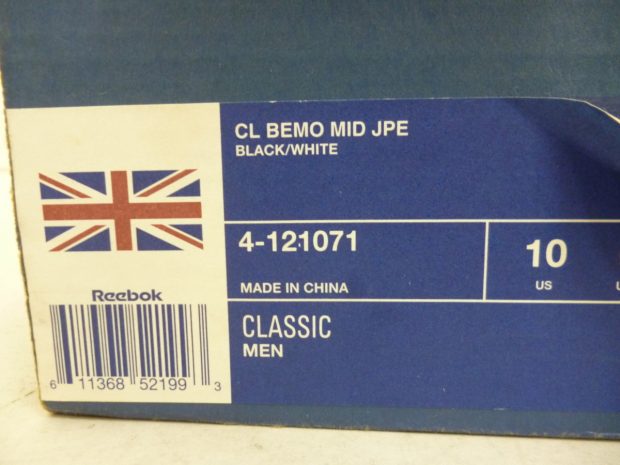 CL BEMO MID JPE
BLACK/WHITE
4-121071
10
US
MADE IN CHINA
Reebok
CLASSIC
MEN
6 11368 52199 3